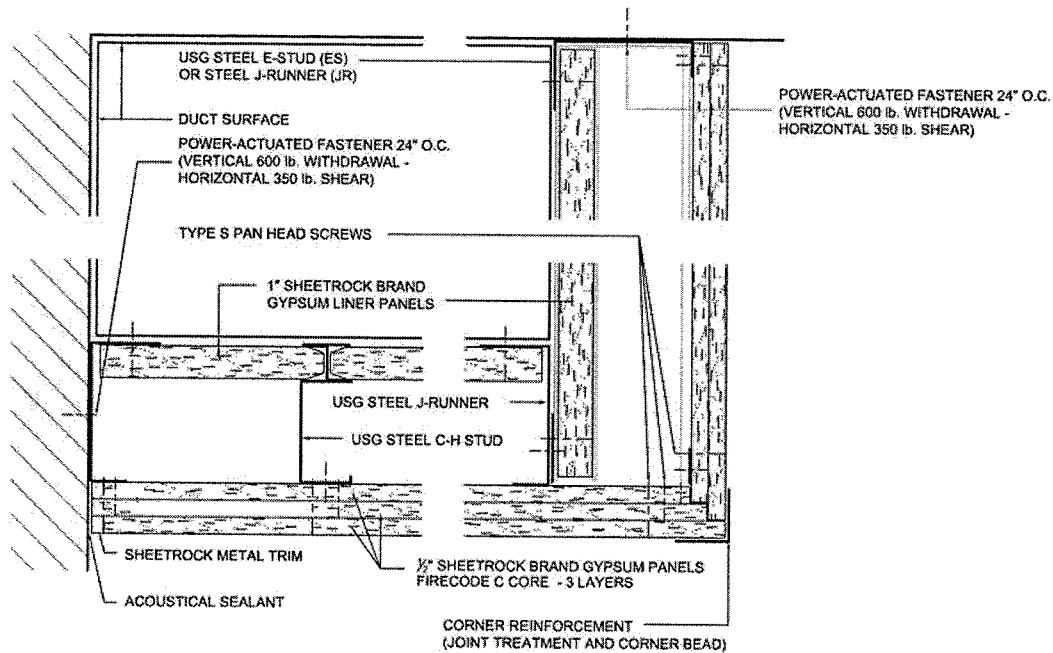 USG STEEL E-STUD (ES)
OR STEEL J-RUNNER (JR)
DUCT SURFACE
POWER-ACTUATED FASTENER 24" O.C.
(VERTICAL 600 lb. WITHDRAWAL -
HORIZONTAL 350 lb. SHEAR)
POWER-ACTUATED FASTENER 24" O.C.
(VERTICAL 600 lb. WITHDRAWAL -
HORIZONTAL 350 lb. SHEAR)
TYPE S PAN HEAD SCREWS
1" SHEETROCK BRAND
GYPSUM LINER PANELS
USG STEEL J-RUNNER
USG STEEL C-H STUD
SHEETROCK METAL TRIM
½" SHEETROCK BRAND GYPSUM PANELS
FIRECODE C CORE - 3 LAYERS
ACOUSTICAL SEALANT
CORNER REINFORCEMENT
(JOINT TREATMENT AND CORNER BEAD)